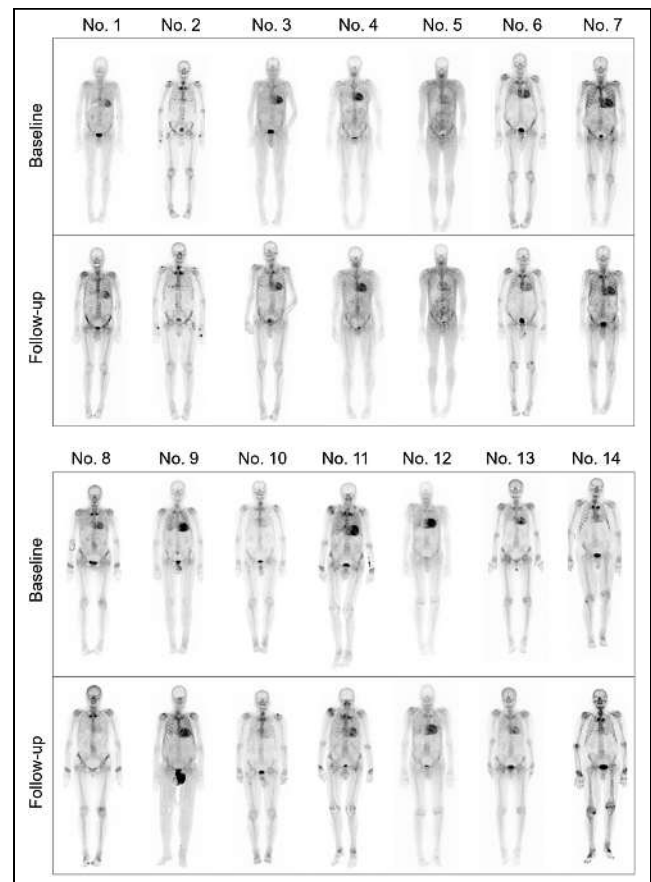 No. 1 No. 2 No. 3 No. 4 No. 5 No. 6 No. 7
Baseline
Follow-up
No. 8 No. 9 No. 10 No. 11 No. 12 No. 13 No. 14
Baseline
Follow-up